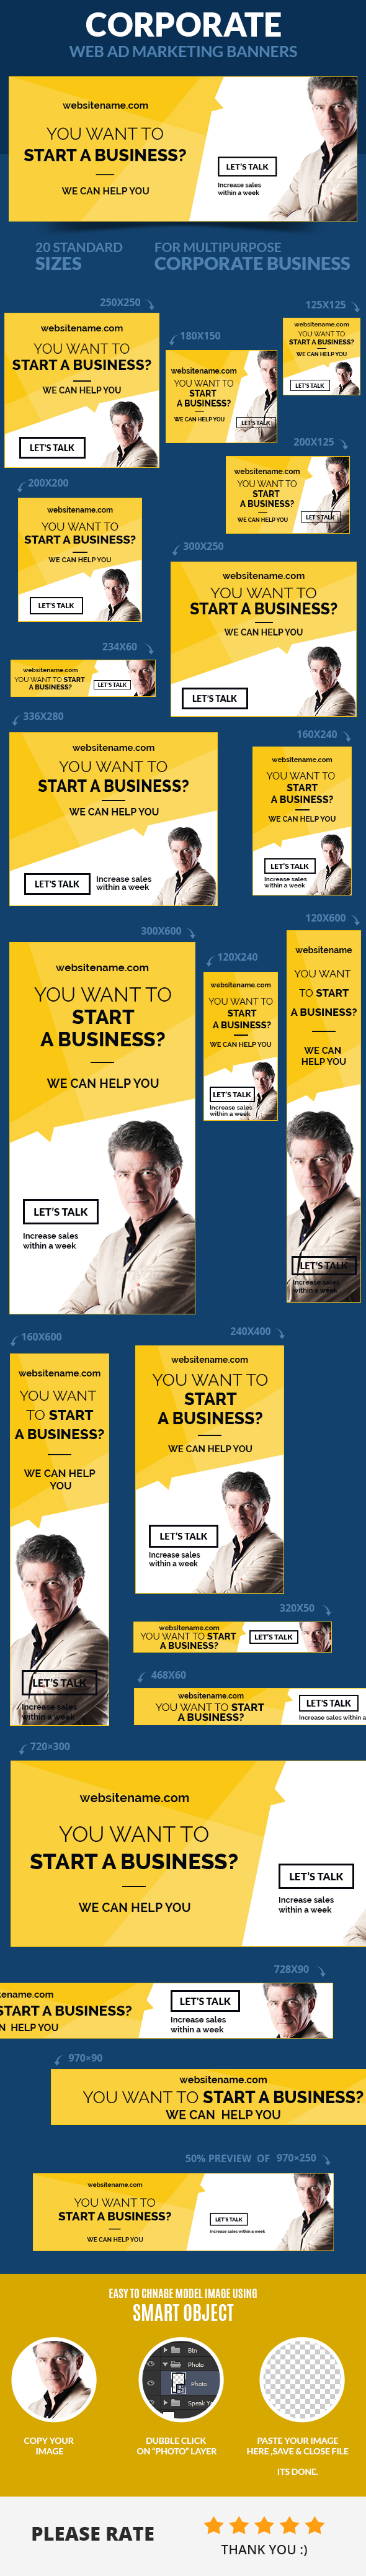 CORPORATE
WEB AD MARKETING BANNERS
websitename.com
YOU WANT TO
START A BUSINESS?
WE CAN HELP YOU
LET'S TALK
Increase sales
within a week
20 STANDARD
SIZES
FOR MULTIPURPOSE
CORPORATE BUSINESS
250X250
websitename.com
YOU WANT TO
START A BUSINESS?
WE CAN HELP YOU
LET'S TALK
180X150
websitename.com
YOU WANT TO
START
A BUSINESS?
WE CAN HELP YOU
LET'S TALK
125X125
websitename.com
YOU WANT TO
START A BUSINESS?
WE CAN HELP YOU
LET'S TALK
200X125
websitename.com
YOU WANT TO
START
A BUSINESS?
WE CAN HELP YOU
LET'S TALK
200X200
websitename.com
YOU WANT TO
START A BUSINESS?
WE CAN HELP YOU
LET'S TALK
300X250
websitename.com
YOU WANT TO
START A BUSINESS?
WE CAN HELP YOU
LET'S TALK
234X60
websitename.com
YOU WANT TO START
A BUSINESS?
LET'S TALK
336X280
websitename.com
YOU WANT TO
START A BUSINESS?
WE CAN HELP YOU
LET'S TALK
Increase sales
within a week
160X240
websitename.com
YOU WANT TO
START
A BUSINESS?
WE CAN HELP YOU
LET'S TALK
Increase sales
within a week
300X600
websitename.com
YOU WANT TO
START
A BUSINESS?
WE CAN HELP YOU
LET'S TALK
Increase sales
within a week
120X240
websitename.com
YOU WANT TO
START
A BUSINESS?
WE CAN HELP YOU
LET'S TALK
Increase sales
within a week
120X600
websitename
YOU WANT
TO START
A BUSINESS?
WE CAN
HELP YOU
LET'S TALK
Increase sales
within a week
160X600
websitename.com
YOU WANT
TO START
A BUSINESS?
WE CAN HELP
YOU
LET'S TALK
Increase sales
within a week
240X400
websitename.com
YOU WANT TO
START
A BUSINESS?
WE CAN HELP YOU
LET'S TALK
Increase sales
within a week
320X50
websitename.com
YOU WANT TO START
A BUSINESS?
LET'S TALK
468X60
websitename.com
YOU WANT TO START
A BUSINESS?
LET'S TALK
Increase sales within a
720×300
websitename.com
YOU WANT TO
START A BUSINESS?
WE CAN HELP YOU
LET'S TALK
Increase sales
within a week
728X90
ename.com
START A BUSINESS?
N HELP YOU
LET'S TALK
Increase sales
within a week
970×90
websitename.com
YOU WANT TO START A BUSINESS?
WE CAN HELP YOU
50% PREVIEW OF 970×250
websitename.com
YOU WANT TO
START A BUSINESS?
WE CAN HELP YOU
LET'S TALK
Increase sales within a week
EASY TO CHNAGE MODEL IMAGE USING
SMART OBJECT
Btn
Photo
Photo
Speak Y
COPY YOUR
IMAGE
DUBBLE CLICK
ON "PHOTO" LAYER
PASTE YOUR IMAGE
HERE ,SAVE & CLOSE FILE
ITS DONE.
PLEASE RATE
THANK YOU :)